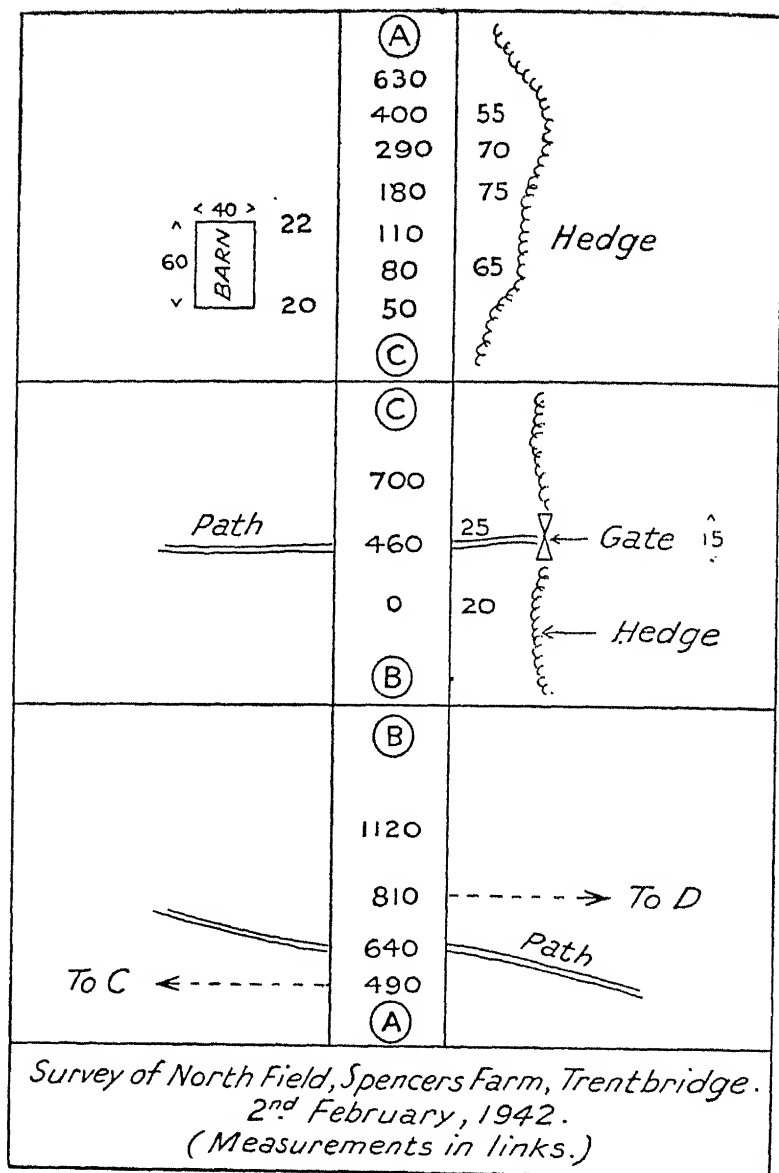 A
630
400 55
290 70
180 75
< 40 > 22
110 Hedge
60 BARN 80 65
20 50
C
C
700
Path 25
460 Gate 15
0 20
Hedge
B
B
1120
810 To D
640 Path
To C 490
A
Survey of North Field, Spencers Farm, Trentbridge.
2nd February, 1942.
(Measurements in links.)